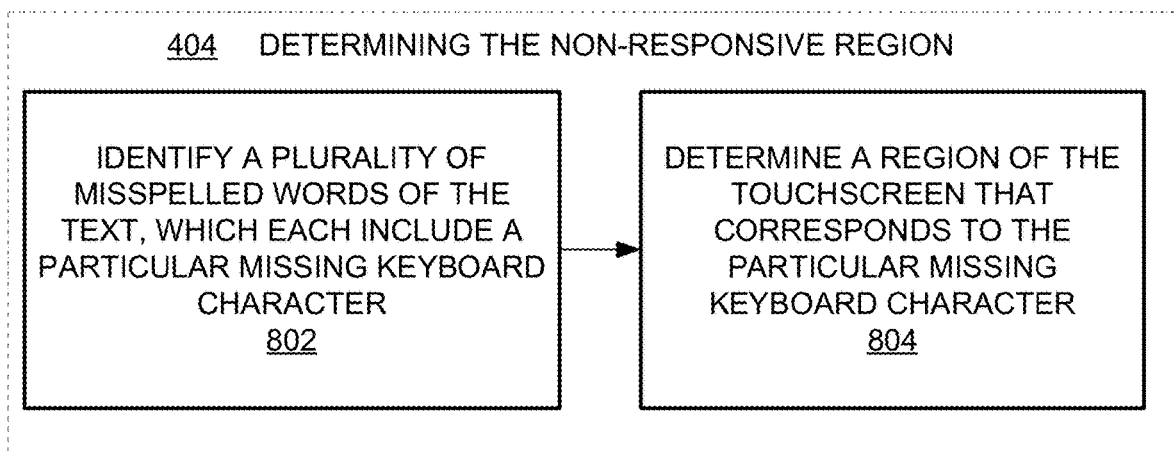 404 DETERMINING THE NON-RESPONSIVE REGION
IDENTIFY A PLURALITY OF
MISSPELLED WORDS OF THE
TEXT, WHICH EACH INCLUDE A
PARTICULAR MISSING KEYBOARD
CHARACTER
802
DETERMINE A REGION OF THE
TOUCHSCREEN THAT
CORRESPONDS TO THE
PARTICULAR MISSING
KEYBOARD CHARACTER
804